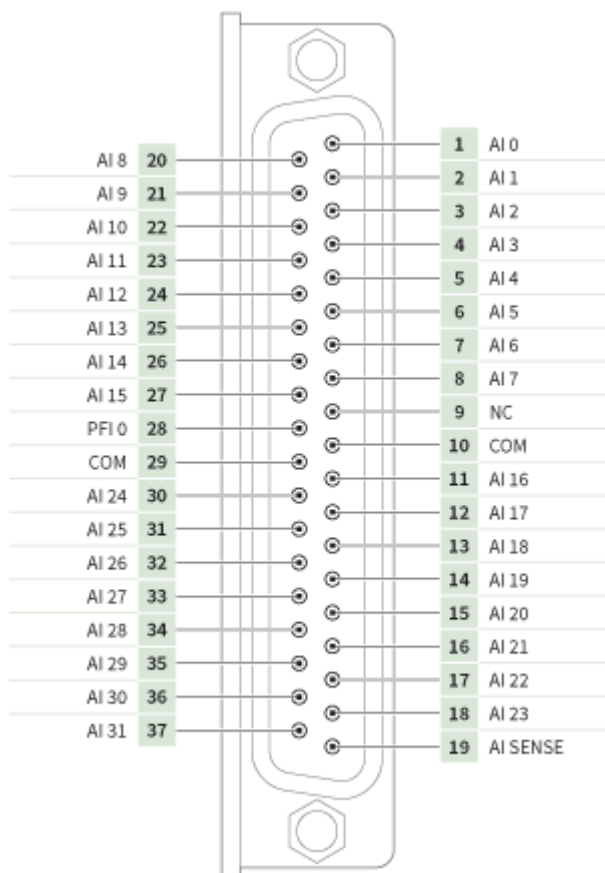 AI 8 20
AI 9 21
AI 10 22
AI 11 23
AI 12 24
AI 13 25
AI 14 26
AI 15 27
PFI 0 28
COM 29
AI 24 30
AI 25 31
AI 26 32
AI 27 33
AI 28 34
AI 29 35
AI 30 36
AI 31 37
1 AI 0
2 AI 1
3 AI 2
4 AI 3
5 AI 4
6 AI 5
7 AI 6
8 AI 7
9 NC
10 COM
11 AI 16
12 AI 17
13 AI 18
14 AI 19
15 AI 20
16 AI 21
17 AI 22
18 AI 23
19 AI SENSE